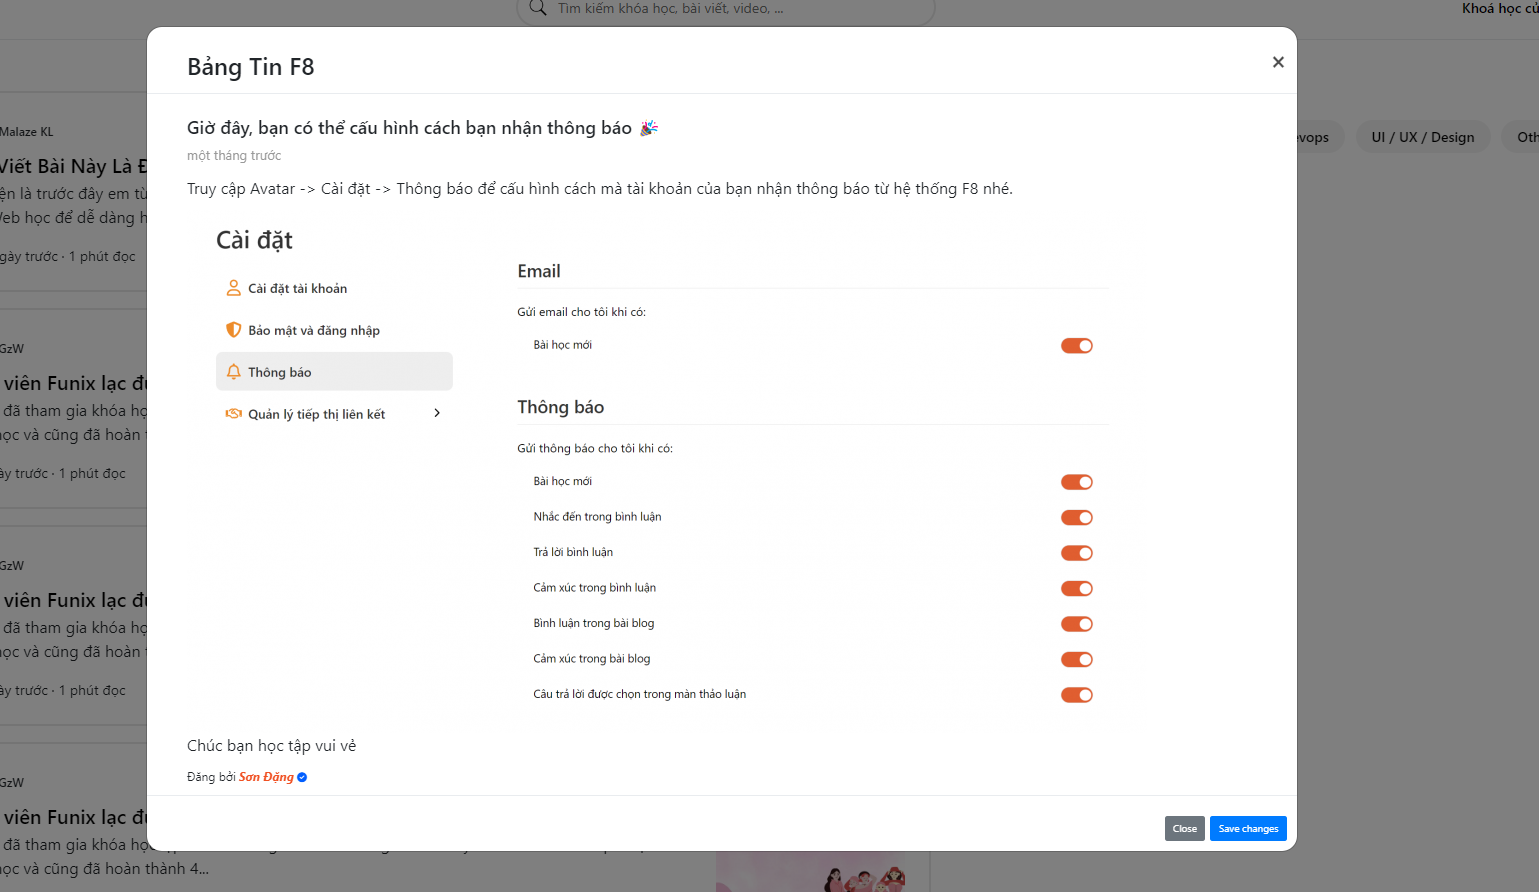 Tìm kiếm khóa học, bài viết, video, ...
Khoá học củ
Bảng Tin F8
×
Giờ đây, bạn có thể cấu hình cách bạn nhận thông báo 🎉
một tháng trước
Truy cập Avatar -> Cài đặt -> Thông báo để cấu hình cách mà tài khoản của bạn nhận thông báo từ hệ thống F8 nhé.
Cài đặt
Cài đặt tài khoản
Bảo mật và đăng nhập
Thông báo
Quản lý tiếp thị liên kết
Email
Gửi email cho tôi khi có:
Bài học mới
Thông báo
Gửi thông báo cho tôi khi có:
Bài học mới
Nhắc đến trong bình luận
Trả lời bình luận
Cảm xúc trong bình luận
Bình luận trong bài blog
Cảm xúc trong bài blog
Câu trả lời được chọn trong màn thảo luận
Chúc bạn học tập vui vẻ
Đăng bởi Sơn Đặng
Close
Save changes
Malaze KL
Viết Bài Này Là Đ
ện là trước đây em từ
Veb học để dễ dàng h
gày trước · 1 phút đọc
GzW
viên Funix lạc đư
đã tham gia khóa họ
ọc và cũng đã hoàn t
ày trước · 1 phút đọc
GzW
viên Funix lạc đư
đã tham gia khóa họ
ọc và cũng đã hoàn t
ày trước · 1 phút đọc
GzW
viên Funix lạc đư
đã tham gia khóa họ
ọc và cũng đã hoàn thành 4...
evops
UI / UX / Design
Oth